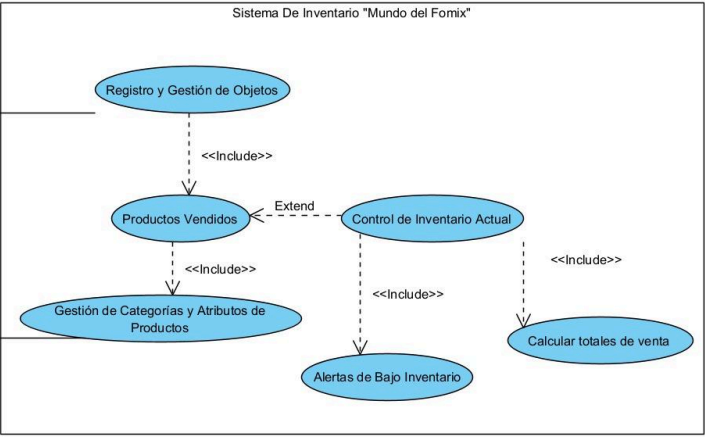 Sistema De Inventario "Mundo del Fomix"
Registro y Gestión de Objetos
<<Include>>
Productos Vendidos
Extend
Control de Inventario Actual
<<Include>>
<<Include>>
<<Include>>
Gestión de Categorías y Atributos de
Productos
Calcular totales de venta
Alertas de Bajo Inventario